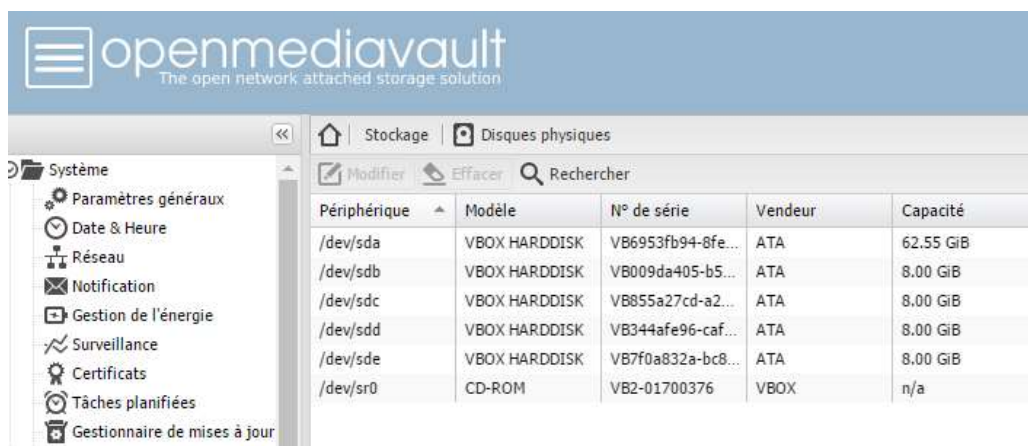 openmediavault
The open network attached storage solution
Stockage Disques physiques
Système
Paramètres généraux
Date & Heure
Réseau
Notification
Gestion de l'énergie
Surveillance
Certificats
Tâches planifiées
Gestionnaire de mises à jour
Modifier Effacer Rechercher
Périphérique Modèle N° de série Vendeur Capacité
/dev/sda VBOX HARDDISK VB6953fb94-8fe... ATA 62.55 GiB
/dev/sdb VBOX HARDDISK VB009da405-b5... ATA 8.00 GiB
/dev/sdc VBOX HARDDISK VB855a27cd-a2... ATA 8.00 GiB
/dev/sdd VBOX HARDDISK VB344afe96-caf... ATA 8.00 GiB
/dev/sde VBOX HARDDISK VB7f0a832a-bc8... ATA 8.00 GiB
/dev/sr0 CD-ROM VB2-01700376 VBOX n/a